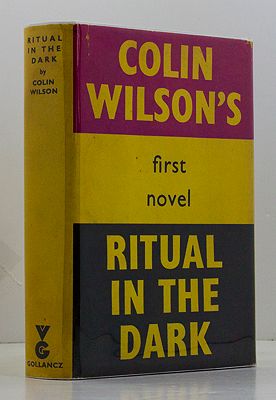 RITUAL
IN THE
DARK
by
COLIN
WILSON
VG
GOLLANCZ
COLIN
WILSON'S
first
novel
RITUAL
IN THE
DARK